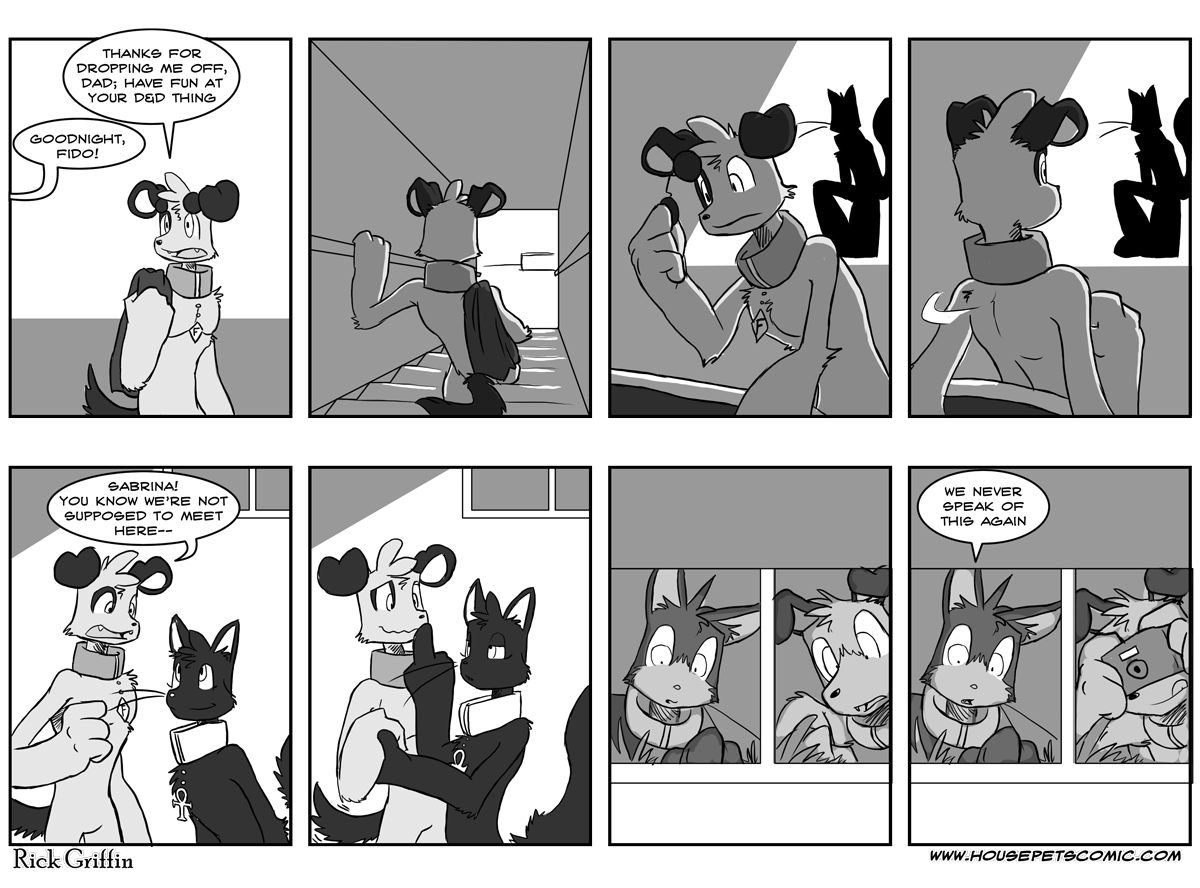 THANKS FOR
DROPPING ME OFF,
DAD; HAVE FUN AT
YOUR D&D THING
GOODNIGHT,
FIDO!
F
F
SABRINA!
YOU KNOW WE'RE NOT
SUPPOSED TO MEET
HERE--
F
WE NEVER
SPEAK OF
THIS AGAIN
Rick Griffin
WWW.HOUSEPETSCOMIC.COM